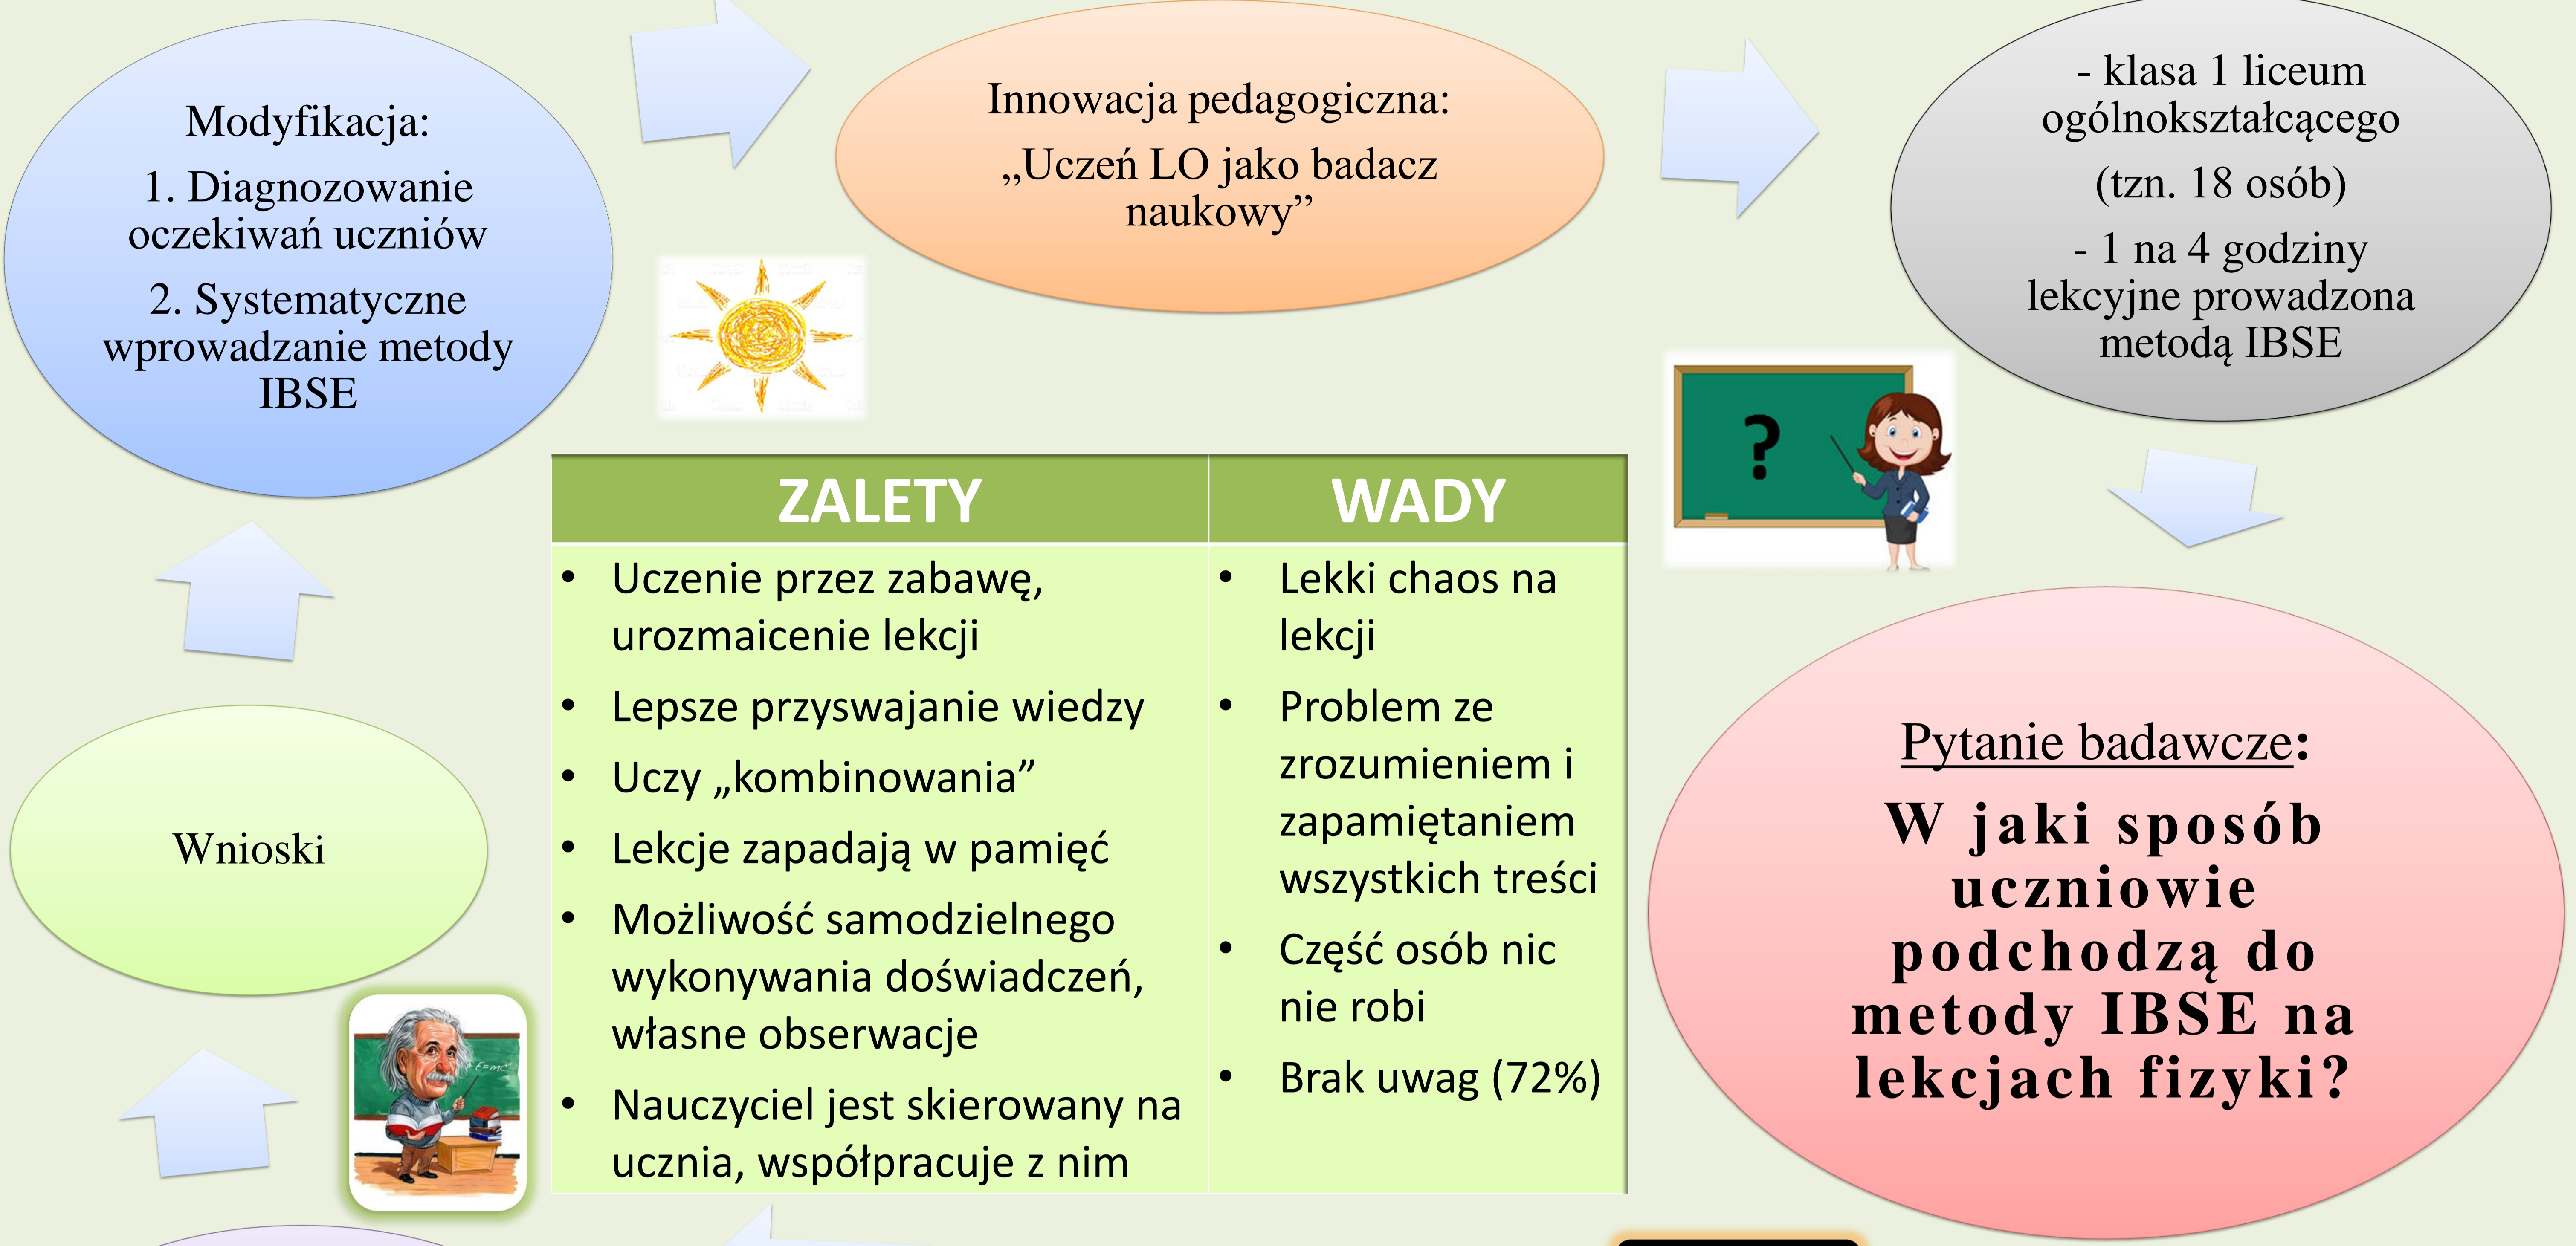 Modyfikacja:
1. Diagnozowanie
oczekiwań uczniów
2. Systematyczne
wprowadzanie metody
IBSE
Innowacja pedagogiczna:
„Uczeń LO jako badacz
naukowy”
- klasa 1 liceum
ogólnokształcącego
(tzn. 18 osób)
- 1 na 4 godziny
lekcyjne prowadzona
metodą IBSE
?
Pytanie badawcze:
W jaki sposób
uczniowie
podchodzą do
metody IBSE na
lekcjach fizyki?
ZALETY
• Uczenie przez zabawę,
urozmaicenie lekcji
• Lepsze przyswajanie wiedzy
• Uczy „kombinowania”
• Lekcje zapadają w pamięć
• Możliwość samodzielnego
wykonywania doświadczeń,
własne obserwacje
• Nauczyciel jest skierowany na
ucznia, współpracuje z nim
WADY
• Lekki chaos na
lekcji
• Problem ze
zrozumieniem i
zapamiętaniem
wszystkich treści
• Część osób nic
nie robi
• Brak uwag (72%)
Wnioski
E=mc²